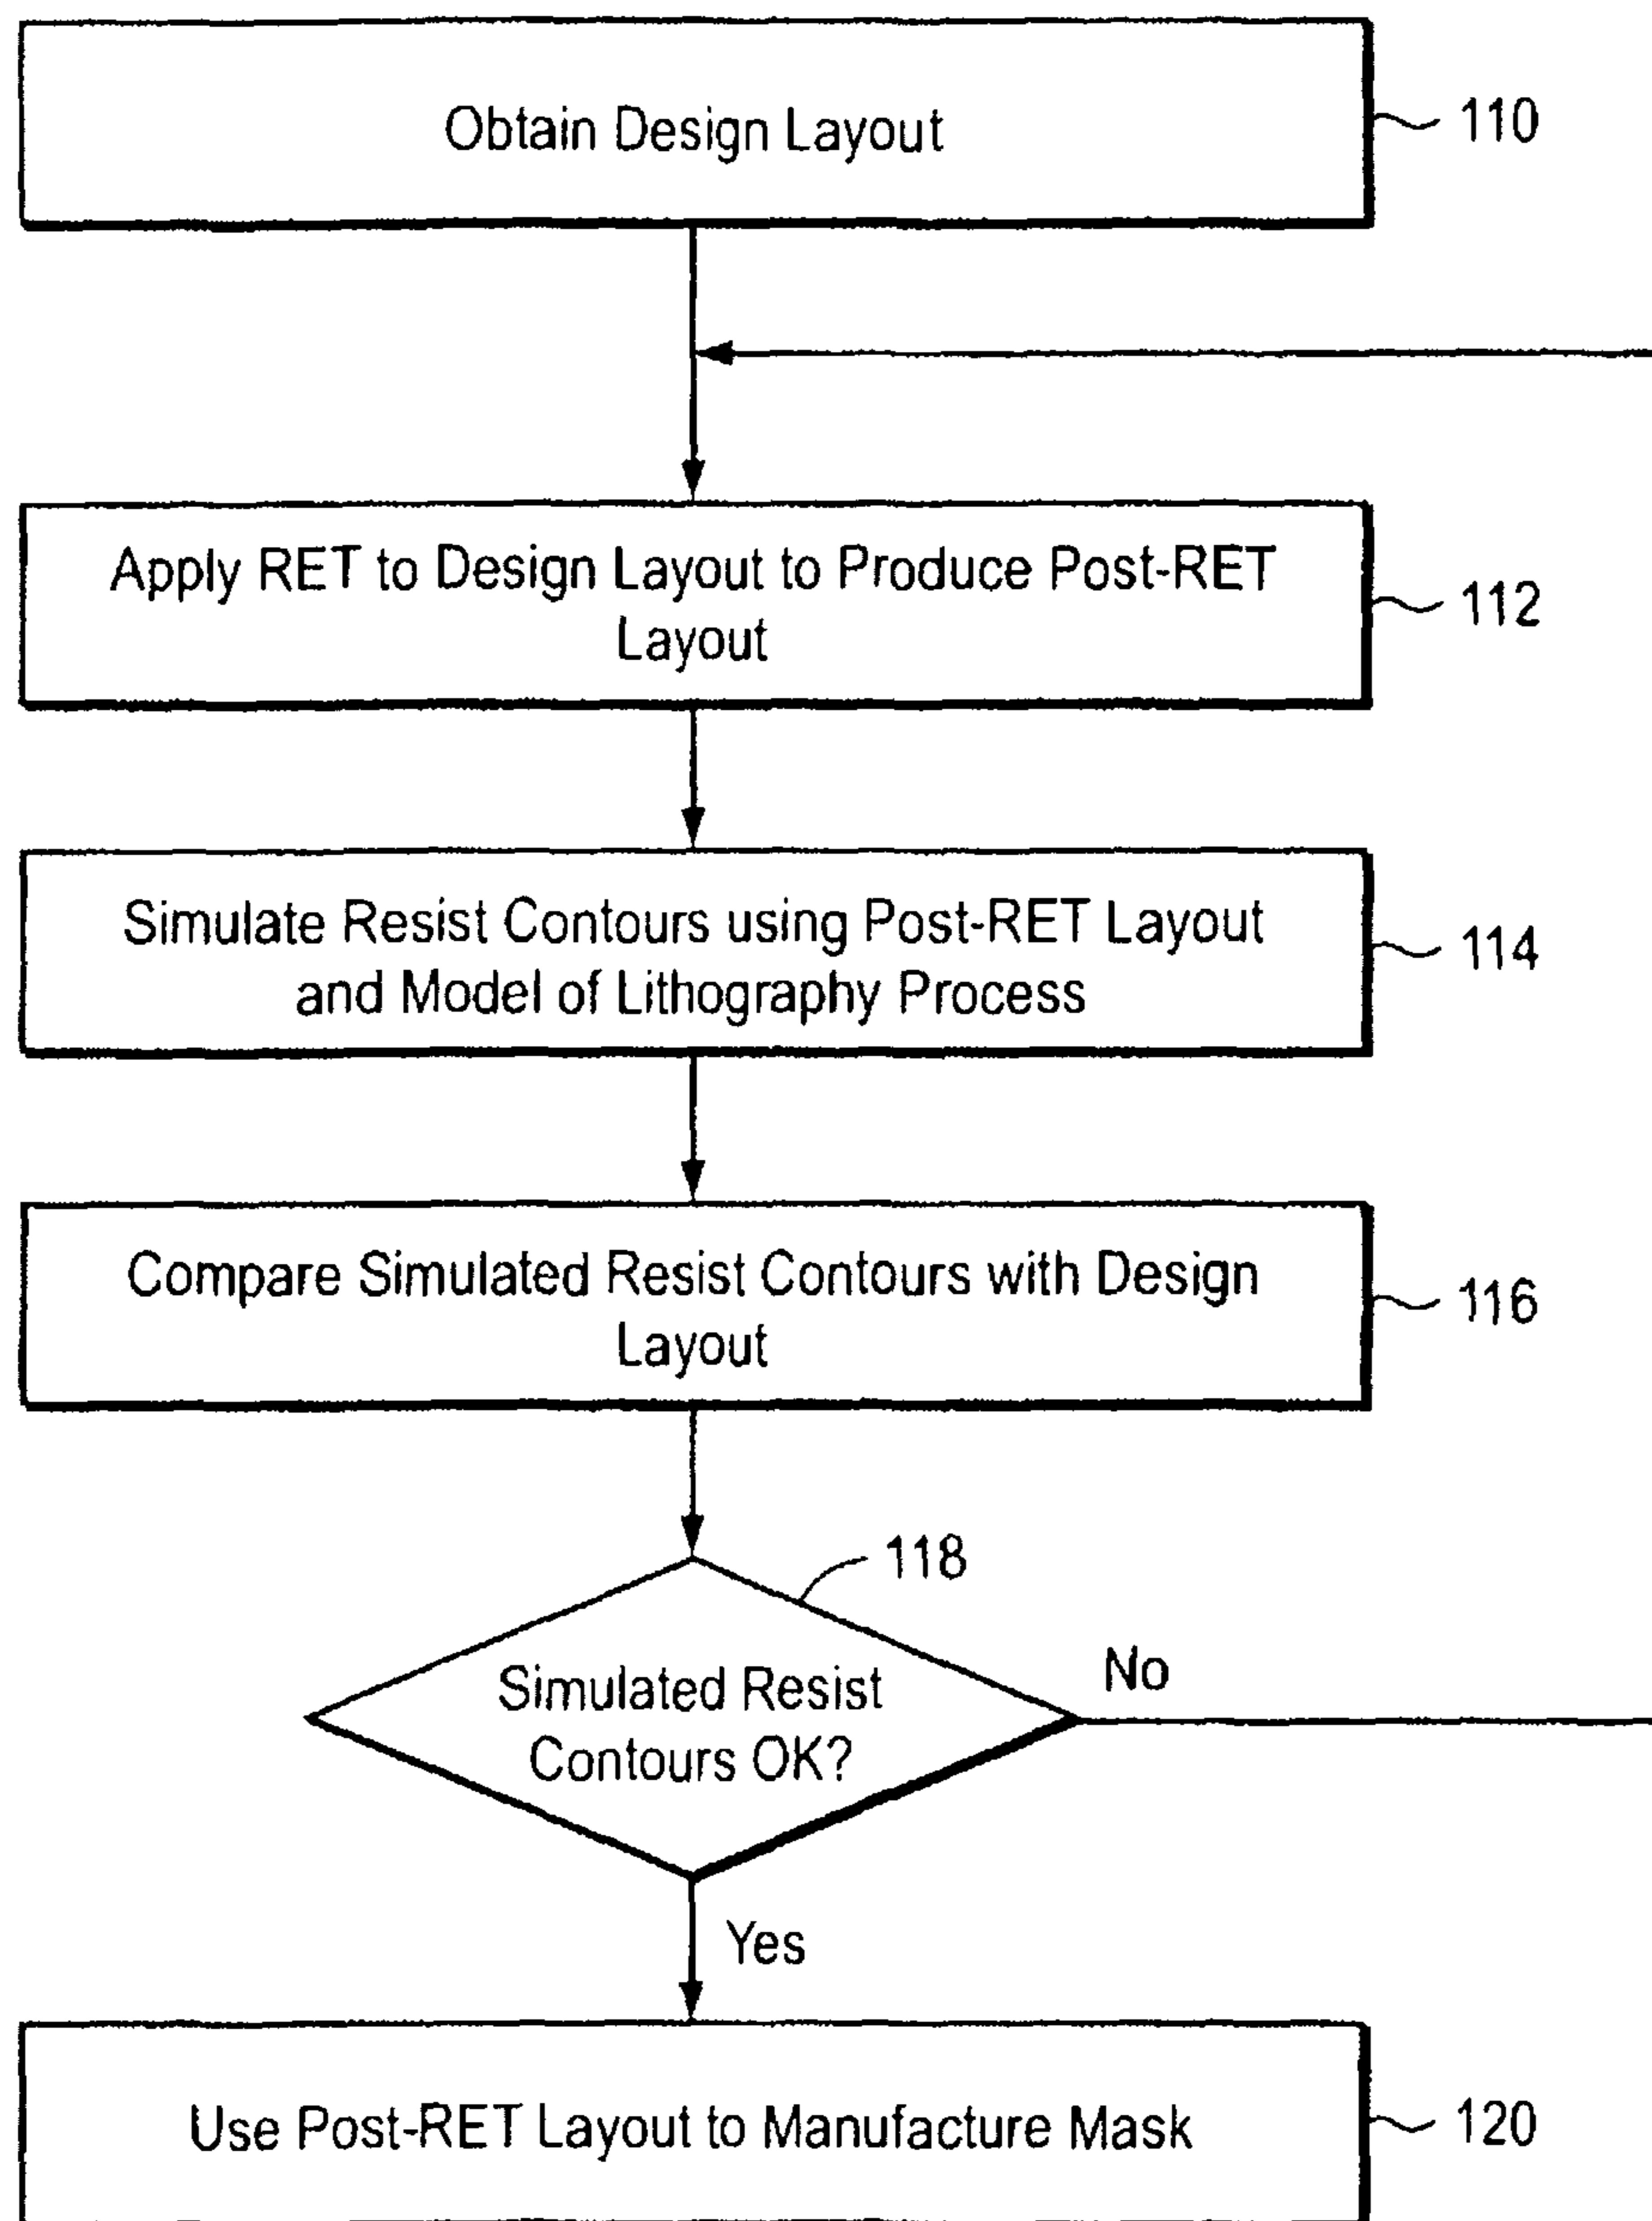 Obtain Design Layout
110
Apply RET to Design Layout to Produce Post-RET
Layout
112
Simulate Resist Contours using Post-RET Layout
and Model of Lithography Process
114
Compare Simulated Resist Contours with Design
Layout
116
118
Simulated Resist
Contours OK?
No
Yes
Use Post-RET Layout to Manufacture Mask
120